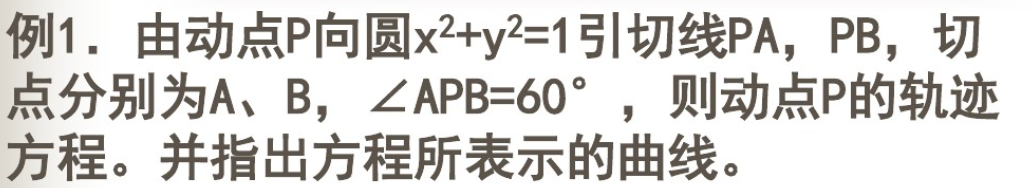 例1．由动点P向圆x²+y²=1引切线PA，PB，切
点分别为A、B，∠APB=60°，则动点P的轨迹
方程。并指出方程所表示的曲线。